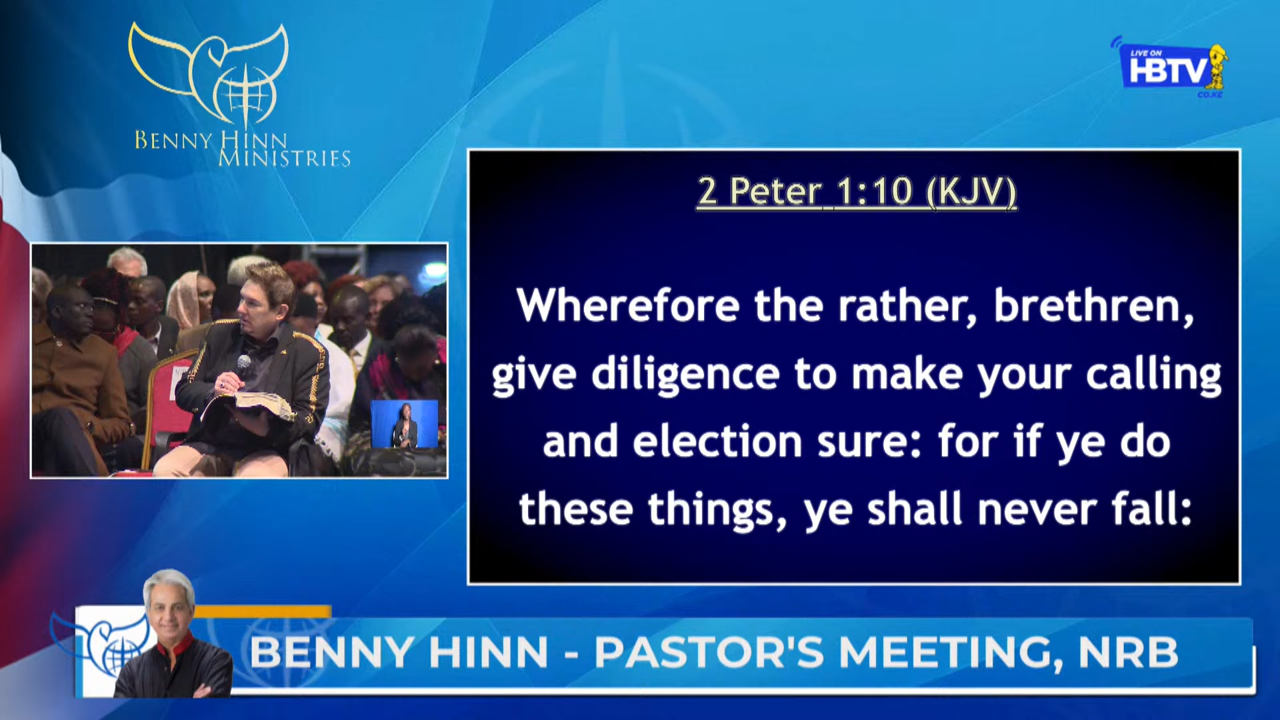 BENNY HINN
MINISTRIES
LIVE ON
HBTV
.CO.KE
2 Peter 1:10 (KJV)
Wherefore the rather, brethren,
give diligence to make your calling
and election sure: for if ye do
these things, ye shall never fall:
BENNY HINN - PASTOR'S MEETING, NRB